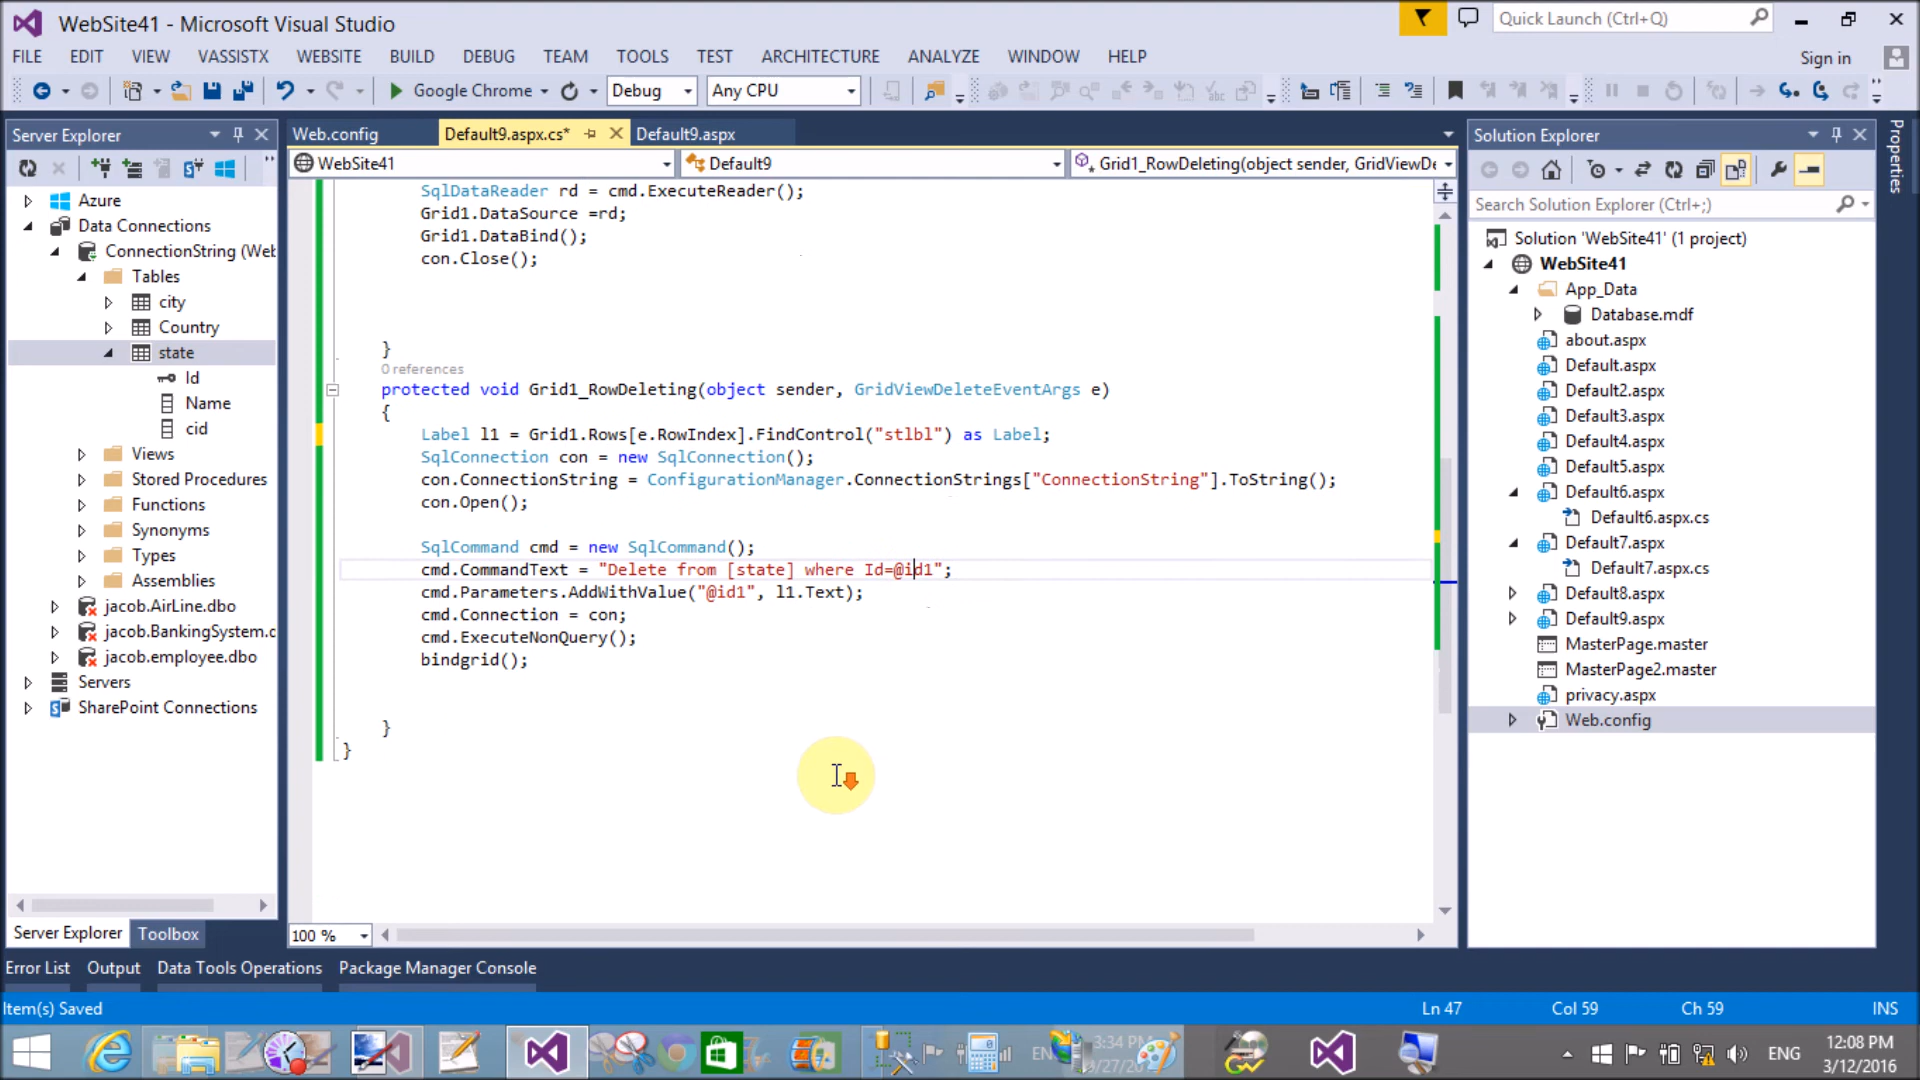 WebSite41 - Microsoft Visual Studio
Quick Launch (Ctrl+Q)
FILE EDIT VIEW VASSISTX WEBSITE BUILD DEBUG TEAM TOOLS TEST ARCHITECTURE ANALYZE WINDOW HELP
Sign in
Google Chrome Debug Any CPU
Server Explorer
Web.config Default9.aspx.cs* Default9.aspx
Solution Explorer
Properties
WebSite41 Default9 Grid1_RowDeleting(object sender, GridViewDe
Search Solution Explorer (Ctrl+;)
Azure
Data Connections
ConnectionString (Wet
Tables
city
Country
state
Id
Name
cid
Views
Stored Procedures
Functions
Synonyms
Types
Assemblies
jacob.AirLine.dbo
jacob.BankingSystem.c
jacob.employee.dbo
Servers
SharePoint Connections
Server Explorer Toolbox
SqlDataReader rd = cmd.ExecuteReader();
Grid1.DataSource =rd;
Grid1.DataBind();
con.Close();
}
0 references
protected void Grid1_RowDeleting(object sender, GridViewDeleteEventArgs e)
{
Label l1 = Grid1.Rows[e.RowIndex].FindControl("stlbl") as Label;
SqlConnection con = new SqlConnection();
con.ConnectionString = ConfigurationManager.ConnectionStrings["ConnectionString"].ToString();
con.Open();
SqlCommand cmd = new SqlCommand();
cmd.CommandText = "Delete from [state] where Id=@id1";
cmd.Parameters.AddWithValue("@id1", l1.Text);
cmd.Connection = con;
cmd.ExecuteNonQuery();
bindgrid();
}
}
100 %
Solution 'WebSite41' (1 project)
WebSite41
App_Data
Database.mdf
about.aspx
Default.aspx
Default2.aspx
Default3.aspx
Default4.aspx
Default5.aspx
Default6.aspx
Default6.aspx.cs
Default7.aspx
Default7.aspx.cs
Default8.aspx
Default9.aspx
MasterPage.master
MasterPage2.master
privacy.aspx
Web.config
Error List Output Data Tools Operations Package Manager Console
Item(s) Saved
Ln 47 Col 59 Ch 59 INS
EN 3:34 PM
ENG 12:08 PM
3/12/2016